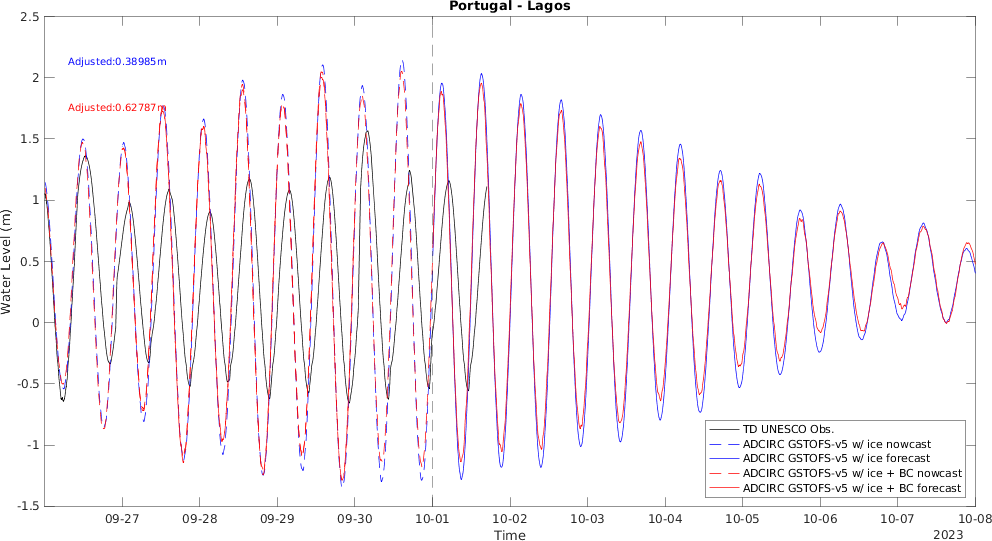 Portugal - Lagos
2.5
2
1.5
1
0.5
0
-0.5
-1
-1.5
Water Level (m)
Adjusted:0.38985m
Adjusted:0.62787m
TD UNESCO Obs.
ADCIRC GSTOFS-v5 w/ ice nowcast
ADCIRC GSTOFS-v5 w/ ice forecast
ADCIRC GSTOFS-v5 w/ ice + BC nowcast
ADCIRC GSTOFS-v5 w/ ice + BC forecast
09-27 09-28 09-29 09-30 10-01 10-02 10-03 10-04 10-05 10-06 10-07 10-08
Time
2023